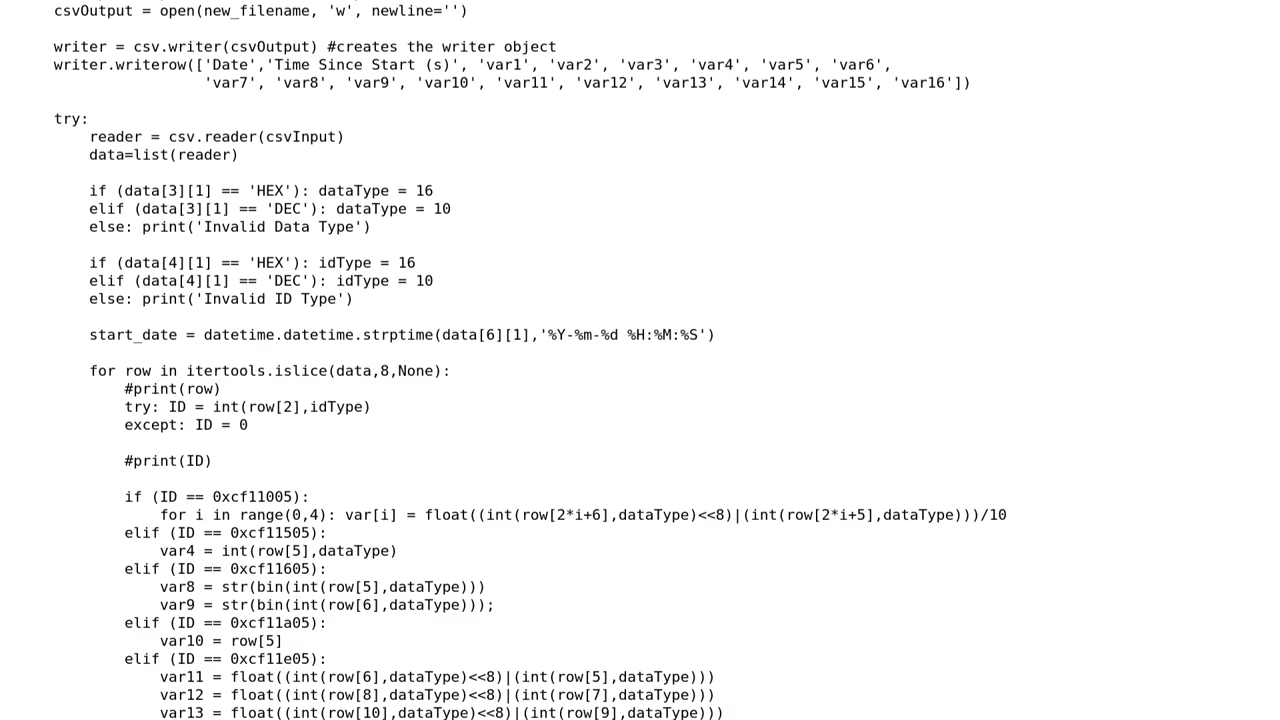 csvOutput = open(new_filename, 'w', newline='')
writer = csv.writer(csvOutput) #creates the writer object
writer.writerow(['Date','Time Since Start (s)', 'var1', 'var2', 'var3', 'var4', 'var5', 'var6',
'var7', 'var8', 'var9', 'var10', 'var11', 'var12', 'var13', 'var14', 'var15', 'var16'])
try:
reader = csv.reader(csvInput)
data=list(reader)
if (data[3][1] == 'HEX'): dataType = 16
elif (data[3][1] == 'DEC'): dataType = 10
else: print('Invalid Data Type')
if (data[4][1] == 'HEX'): idType = 16
elif (data[4][1] == 'DEC'): idType = 10
else: print('Invalid ID Type')
start_date = datetime.datetime.strptime(data[6][1],'%Y-%m-%d %H:%M:%S')
for row in itertools.islice(data,8,None):
#print(row)
try: ID = int(row[2],idType)
except: ID = 0
#print(ID)
if (ID == 0xcf11005):
for i in range(0,4): var[i] = float((int(row[2*i+6],dataType)<<8)|(int(row[2*i+5],dataType)))/10
elif (ID == 0xcf11505):
var4 = int(row[5],dataType)
elif (ID == 0xcf11605):
var8 = str(bin(int(row[5],dataType)))
var9 = str(bin(int(row[6],dataType)));
elif (ID == 0xcf11a05):
var10 = row[5]
elif (ID == 0xcf11e05):
var11 = float((int(row[6],dataType)<<8)|(int(row[5],dataType)))
var12 = float((int(row[8],dataType)<<8)|(int(row[7],dataType)))
var13 = float((int(row[10],dataType)<<8)|(int(row[9],dataType)))